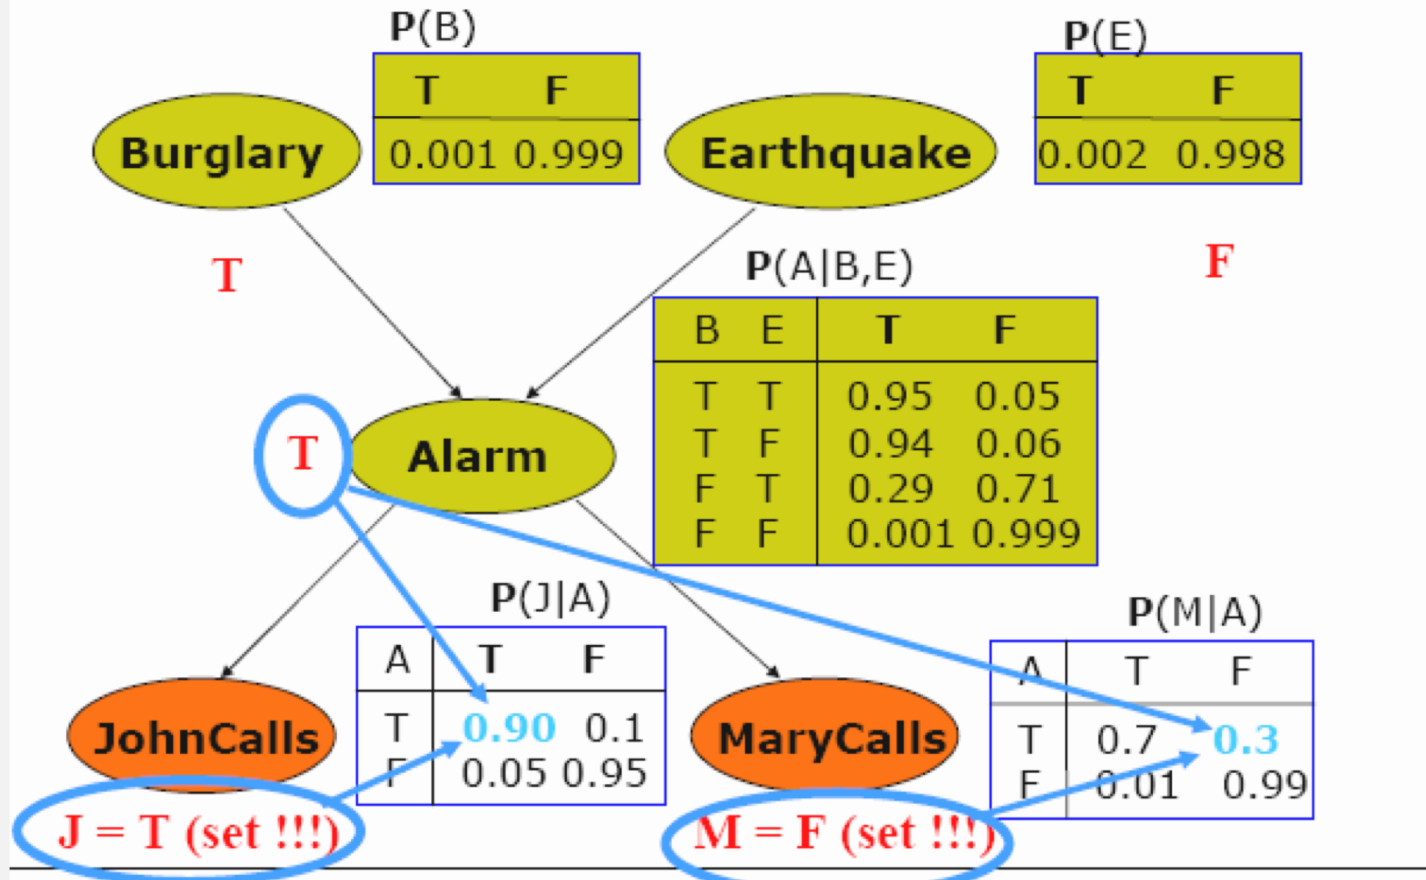 P(B)
T F
0.001 0.999
Burglary
P(E)
T F
0.002 0.998
Earthquake
T
F
P(A|B,E)
B E T F
T T 0.95 0.05
T F 0.94 0.06
F T 0.29 0.71
F F 0.001 0.999
T
Alarm
P(J|A)
A T F
T 0.90 0.1
F 0.05 0.95
P(M|A)
A T F
T 0.7 0.3
F 0.01 0.99
JohnCalls
MaryCalls
J = T (set !!!)
M = F (set !!!)